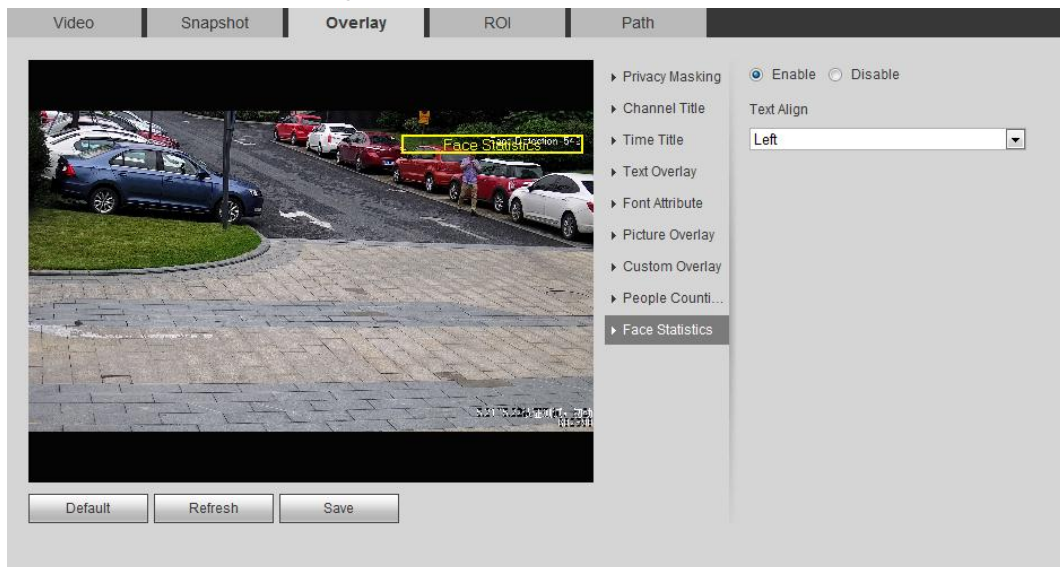 Video Snapshot Overlay ROI Path
Privacy Masking
Channel Title
Time Title
Text Overlay
Font Attribute
Picture Overlay
Custom Overlay
People Counti...
Face Statistics
Enable Disable
Text Align
Left
Face Statistics
Default Refresh Save